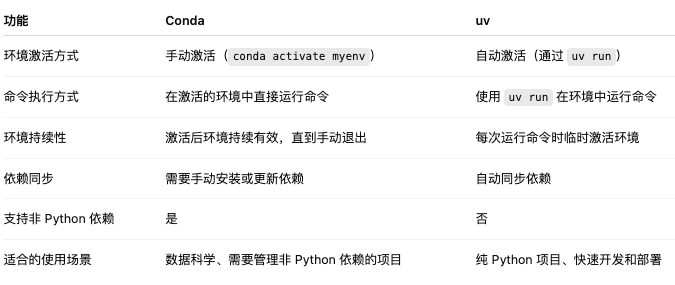 功能 Conda uv
环境激活方式 手动激活（conda activate myenv） 自动激活（通过 uv run）
命令执行方式 在激活的环境中直接运行命令 使用 uv run 在环境中运行命令
环境持续性 激活后环境持续有效，直到手动退出 每次运行命令时临时激活环境
依赖同步 需要手动安装或更新依赖 自动同步依赖
支持非 Python 依赖 是 否
适合的使用场景 数据科学、需要管理非 Python 依赖的项目 纯 Python 项目、快速开发和部署